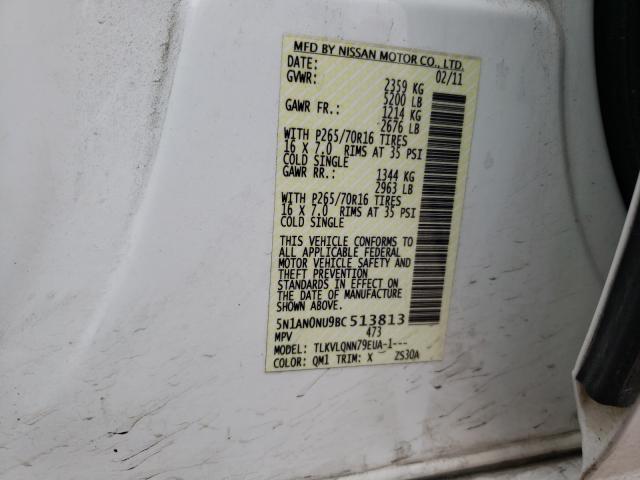 MFD BY NISSAN MOTOR CO., LTD.
DATE: 02/11
GVWR: 2359 KG
5200 LB
GAWR FR.: 1214 KG
2676 LB
WITH P265/70R16 TIRES
16 X 7.0 RIMS AT 35 PSI
COLD SINGLE
GAWR RR.: 1344 KG
2963 LB
WITH P265/70R16 TIRES
16 X 7.0 RIMS AT 35 PSI
COLD SINGLE
THIS VEHICLE CONFORMS TO
ALL APPLICABLE FEDERAL
MOTOR VEHICLE SAFETY AND
THEFT PREVENTION
STANDARDS IN EFFECT ON
THE DATE OF MANUFACTURE
SHOWN ABOVE.
5N1AN0NU9BC513813
MPV 473
MODEL: TLKVLQNN79EUA-1---
COLOR: QM1 TRIM: X ZS30A